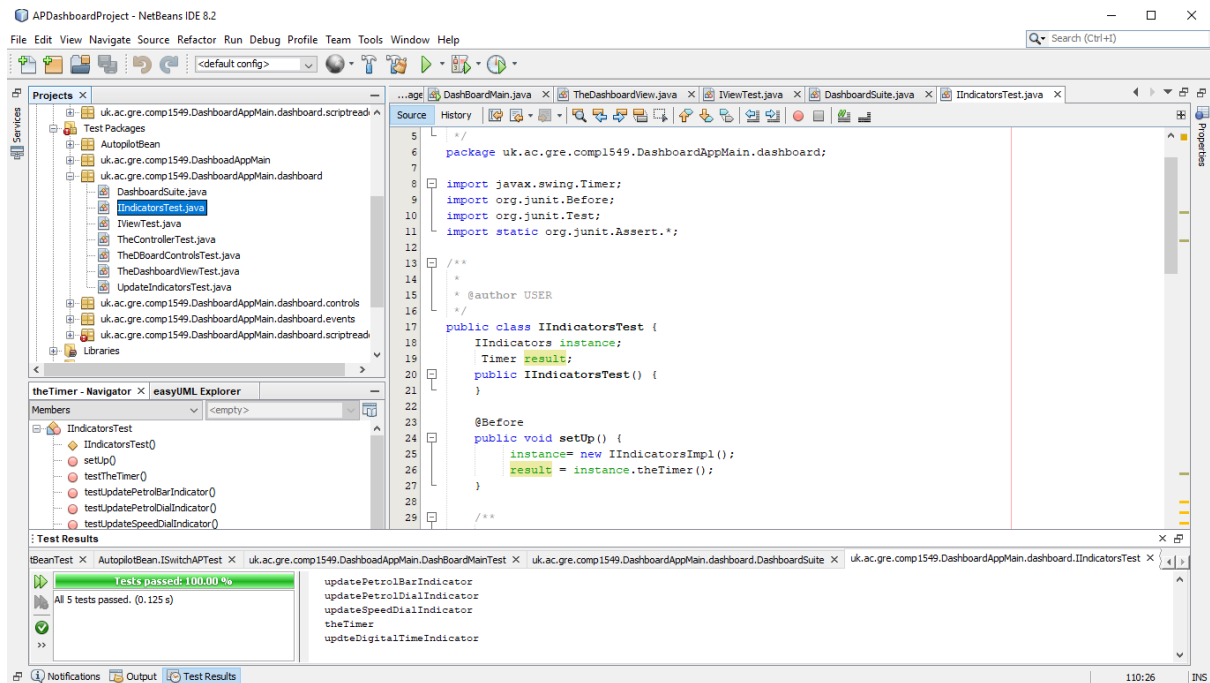 APDashboardProject - NetBeans IDE 8.2
File Edit View Navigate Source Refactor Run Debug Profile Team Tools Window Help
Search (Ctrl+I)
<default config>
Services
Projects
uk.ac.gre.comp1549.DashboardAppMain.dashboard.scriptread
Test Packages
AutopilotBean
uk.ac.gre.comp1549.DashboadAppMain
uk.ac.gre.comp1549.DashboardAppMain.dashboard
DashboardSuite.java
IIndicatorsTest.java
IViewTest.java
TheControllerTest.java
TheDBoardControlsTest.java
TheDashboardViewTest.java
UpdateIndicatorsTest.java
uk.ac.gre.comp1549.DashboardAppMain.dashboard.controls
uk.ac.gre.comp1549.DashboardAppMain.dashboard.events
uk.ac.gre.comp1549.DashboardAppMain.dashboard.scriptread
Libraries
theTimer - Navigator easyUML Explorer
Members <empty>
IIndicatorsTest
IIndicatorsTest()
setUp()
testTheTimer()
testUpdatePetrolBarIndicator()
testUpdatePetrolDialIndicator()
testUpdateSpeedDialIndicator()
...age DashBoardMain.java TheDashboardView.java IViewTest.java DashboardSuite.java IIndicatorsTest.java
Source History
5 */
6 package uk.ac.gre.comp1549.DashboardAppMain.dashboard;
7
8 import javax.swing.Timer;
9 import org.junit.Before;
10 import org.junit.Test;
11 import static org.junit.Assert.*;
12
13 /**
14 *
15 * @author USER
16 */
17 public class IIndicatorsTest {
18 IIndicators instance;
19 Timer result;
20 public IIndicatorsTest() {
21 }
22
23 @Before
24 public void setUp() {
25 instance= new IIndicatorsImpl();
26 result = instance.theTimer();
27 }
28
29 /**
Properties
Test Results
tBeanTest AutopilotBean.ISwitchAPTest uk.ac.gre.comp1549.DashboadAppMain.DashBoardMainTest uk.ac.gre.comp1549.DashboardAppMain.dashboard.DashboardSuite uk.ac.gre.comp1549.DashboardAppMain.dashboard.IIndicatorsTest
Tests passed: 100.00 %
All 5 tests passed. (0.125 s)
updatePetrolBarIndicator
updatePetrolDialIndicator
updateSpeedDialIndicator
theTimer
updteDigitalTimeIndicator
Notifications Output Test Results
110:26 INS